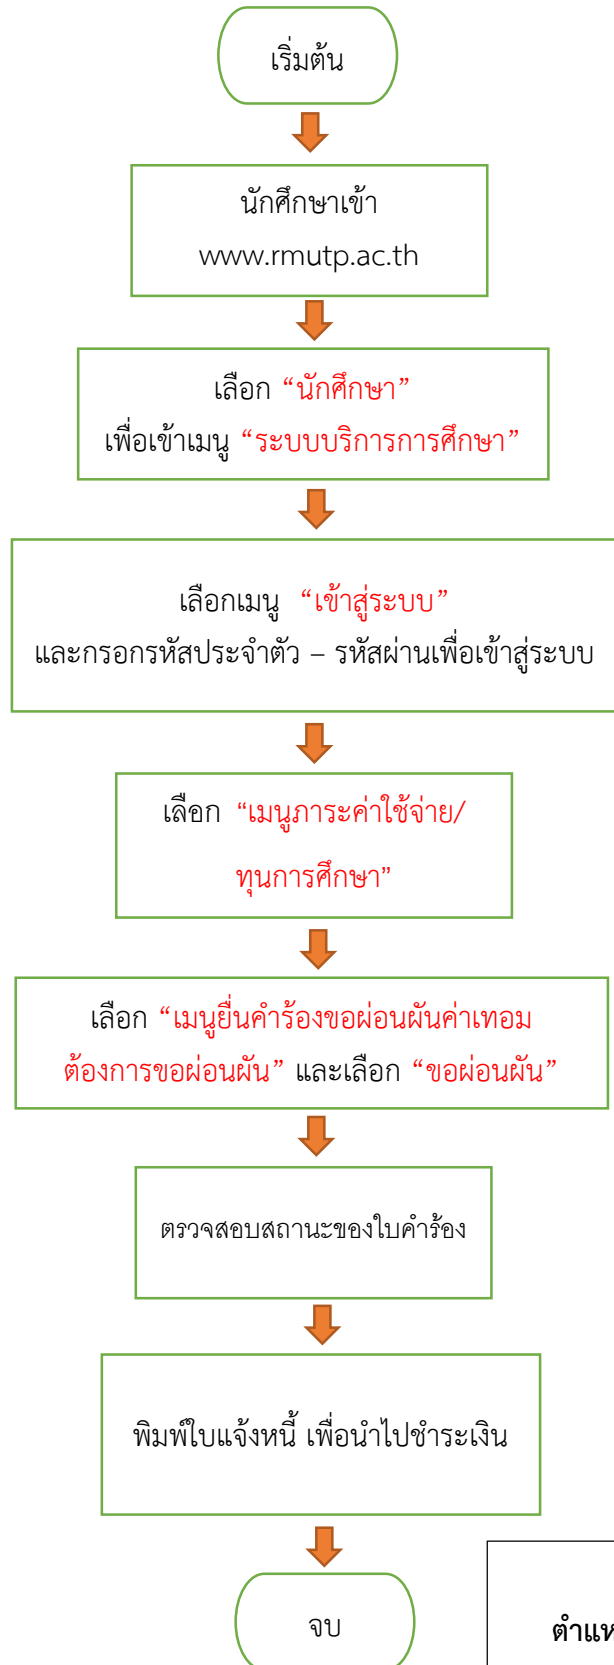 เริ่มต้น
นักศึกษาเข้า
www.rmutp.ac.th
เลือก “นักศึกษา”
เพื่อเข้าเมนู “ระบบบริการการศึกษา”
เลือกเมนู “เข้าสู่ระบบ”
และกรอกรหัสประจำตัว – รหัสผ่านเพื่อเข้าสู่ระบบ
เลือก “เมนูภาระค่าใช้จ่าย/
ทุนการศึกษา”
เลือก “เมนูยื่นคำร้องขอผ่อนผันค่าเทอม
ต้องการขอผ่อนผัน” และเลือก “ขอผ่อนผัน”
ตรวจสอบสถานะของใบคำร้อง
พิมพ์ใบแจ้งหนี้ เพื่อนำไปชำระเงิน
จบ